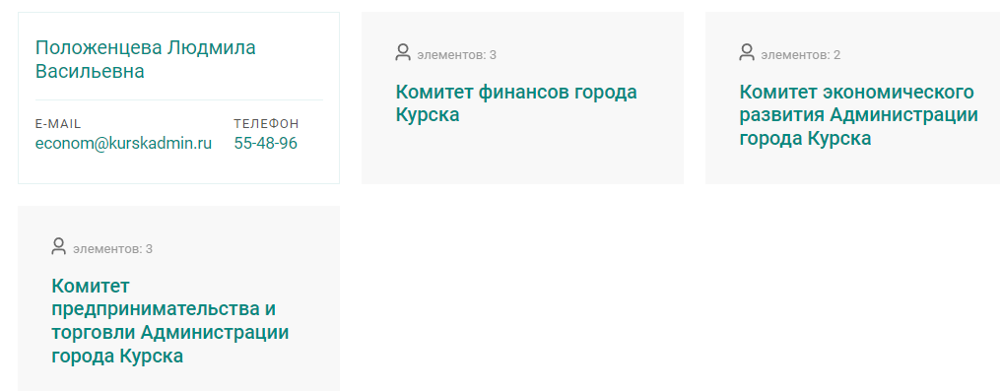 Положенцева Людмила
Васильевна
E-MAIL
econom@kurskadmin.ru
ТЕЛЕФОН
55-48-96
элементов: 3
Комитет финансов города
Курска
элементов: 2
Комитет экономического
развития Администрации
города Курска
элементов: 3
Комитет
предпринимательства и
торговли Администрации
города Курска